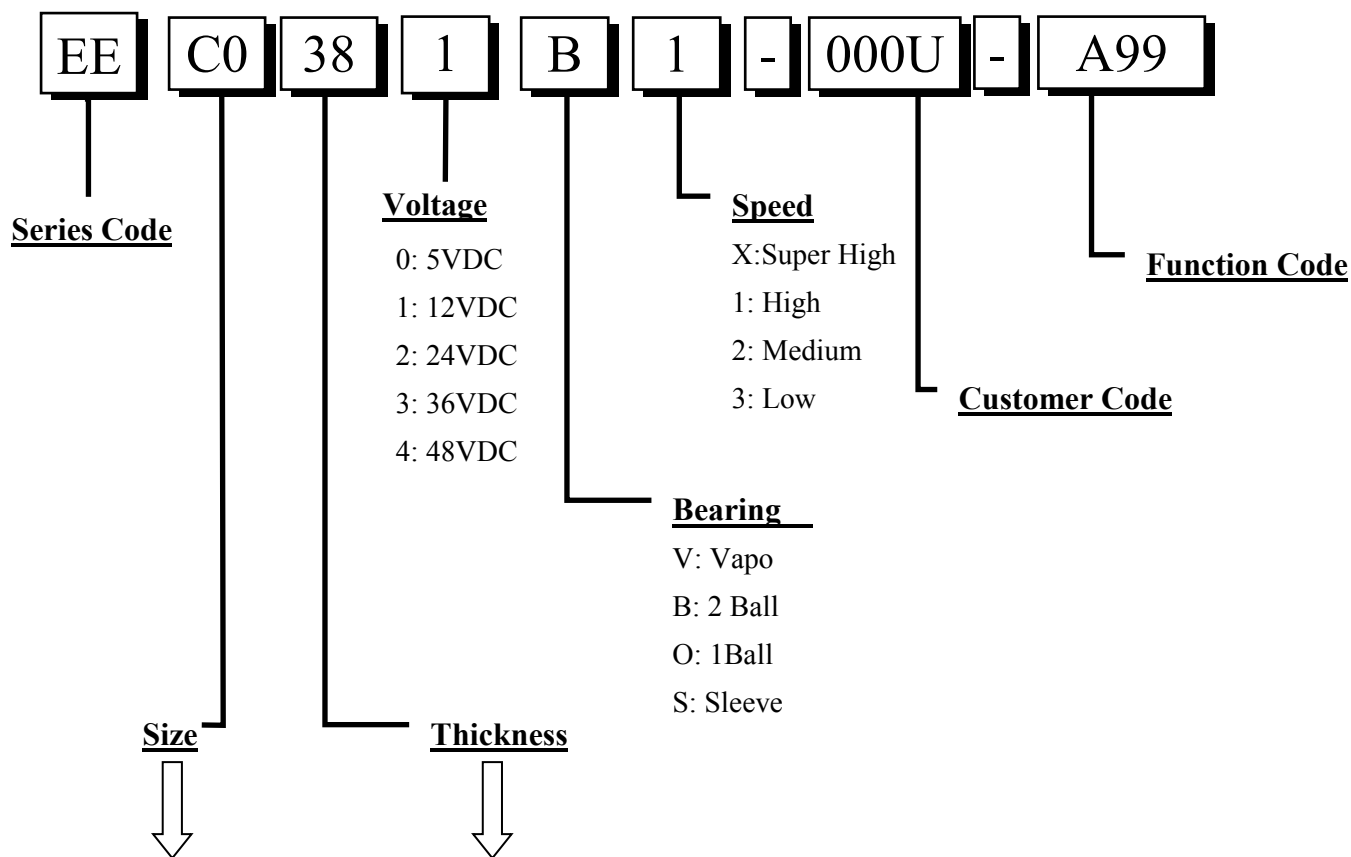 EE C0 38 1 B 1 - 000U - A99
Series Code
Voltage
0: 5VDC
1: 12VDC
2: 24VDC
3: 36VDC
4: 48VDC
Speed
X:Super High
1: High
2: Medium
3: Low
Function Code
Customer Code
Bearing
V: Vapo
B: 2 Ball
O: 1Ball
S: Sleeve
Size
Thickness